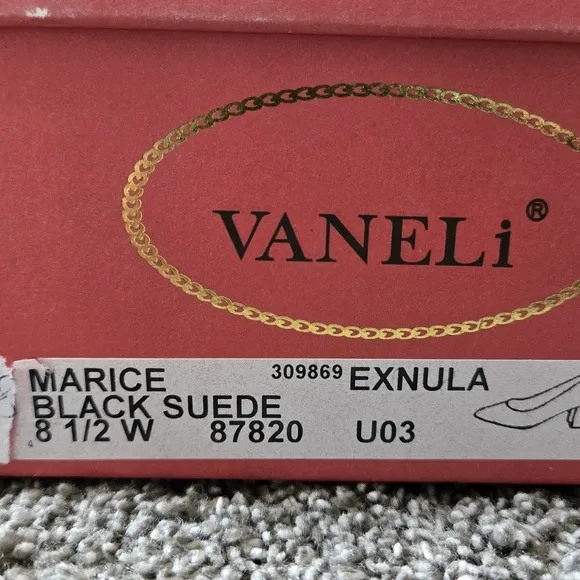 VANELi®
MARICE 309869 EXNULA
BLACK SUEDE
8 1/2 W 87820 U03